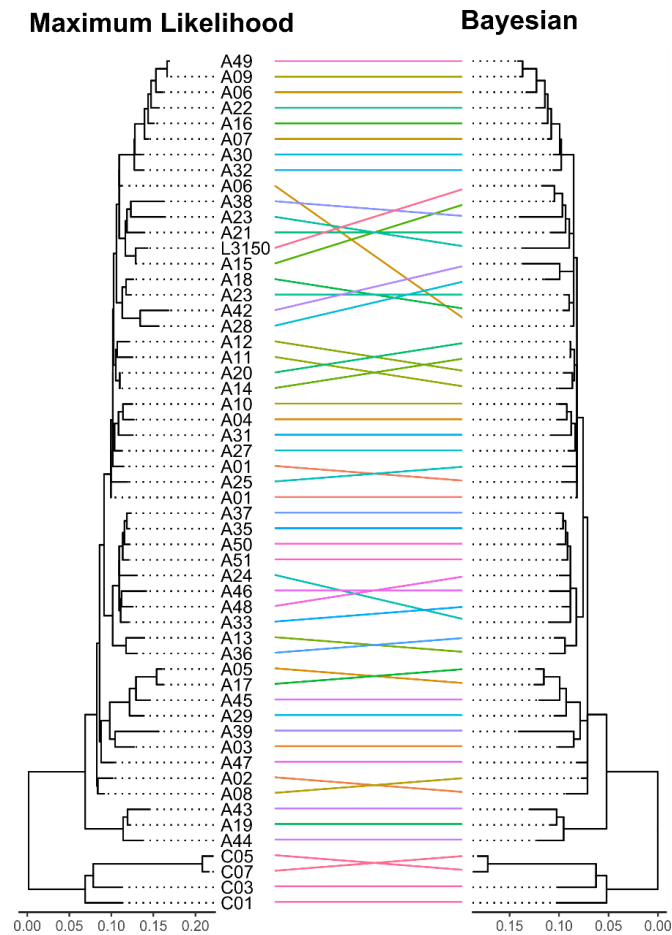 Maximum Likelihood
Bayesian
A49
A09
A06
A22
A16
A07
A30
A32
A06
A38
A23
A21
L3150
A15
A18
A23
A42
A28
A12
A11
A20
A14
A10
A04
A31
A27
A01
A25
A01
A37
A35
A50
A51
A24
A46
A48
A33
A13
A36
A05
A17
A45
A29
A39
A03
A47
A02
A08
A43
A19
A44
C05
C07
C03
C01
0.00 0.05 0.10 0.15 0.20
0.15 0.10 0.05 0.00